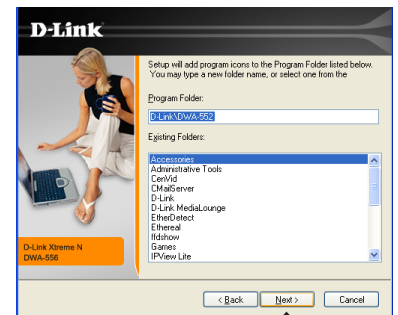 D-Link
Setup will add program icons to the Program Folder listed below.
You may type a new folder name, or select one from the
Program Folder:
D-Link\DWA-552
Existing Folders:
Accessories
Administrative Tools
CenVid
CMailServer
D-Link
D-Link MediaLounge
EtherDetect
Ethereal
ffdshow
Games
IPView Lite
D-Link Xtreme N
DWA-556
< Back
Next >
Cancel